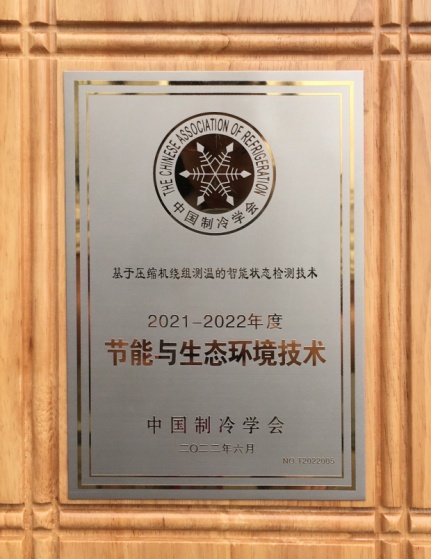 THE CHINESE ASSOCIATION OF REFRIGERATION
中国制冷学会
基于压缩机绕组测温的智能状态检测技术
2021-2022年度
节能与生态环境技术
中国制冷学会
二〇二二年六月
NO.T2022005